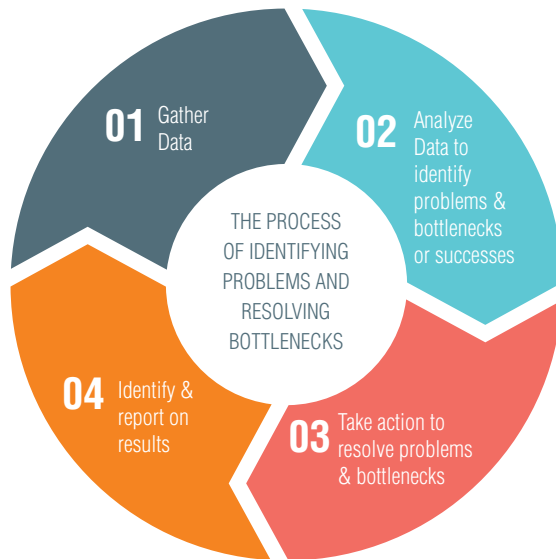 01 Gather
Data
02 Analyze
Data to
identify
problems &
bottlenecks
or successes
THE PROCESS
OF IDENTIFYING
PROBLEMS AND
RESOLVING
BOTTLENECKS
03 Take action to
resolve problems
& bottlenecks
04 Identify &
report on
results